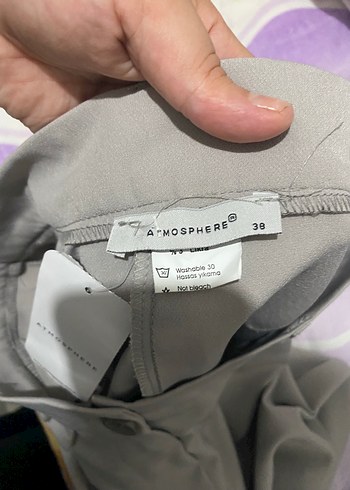 ATMOSPHERE
38
Washable 30
Hassas yıkama
Not bleach
ATMOSPHERE